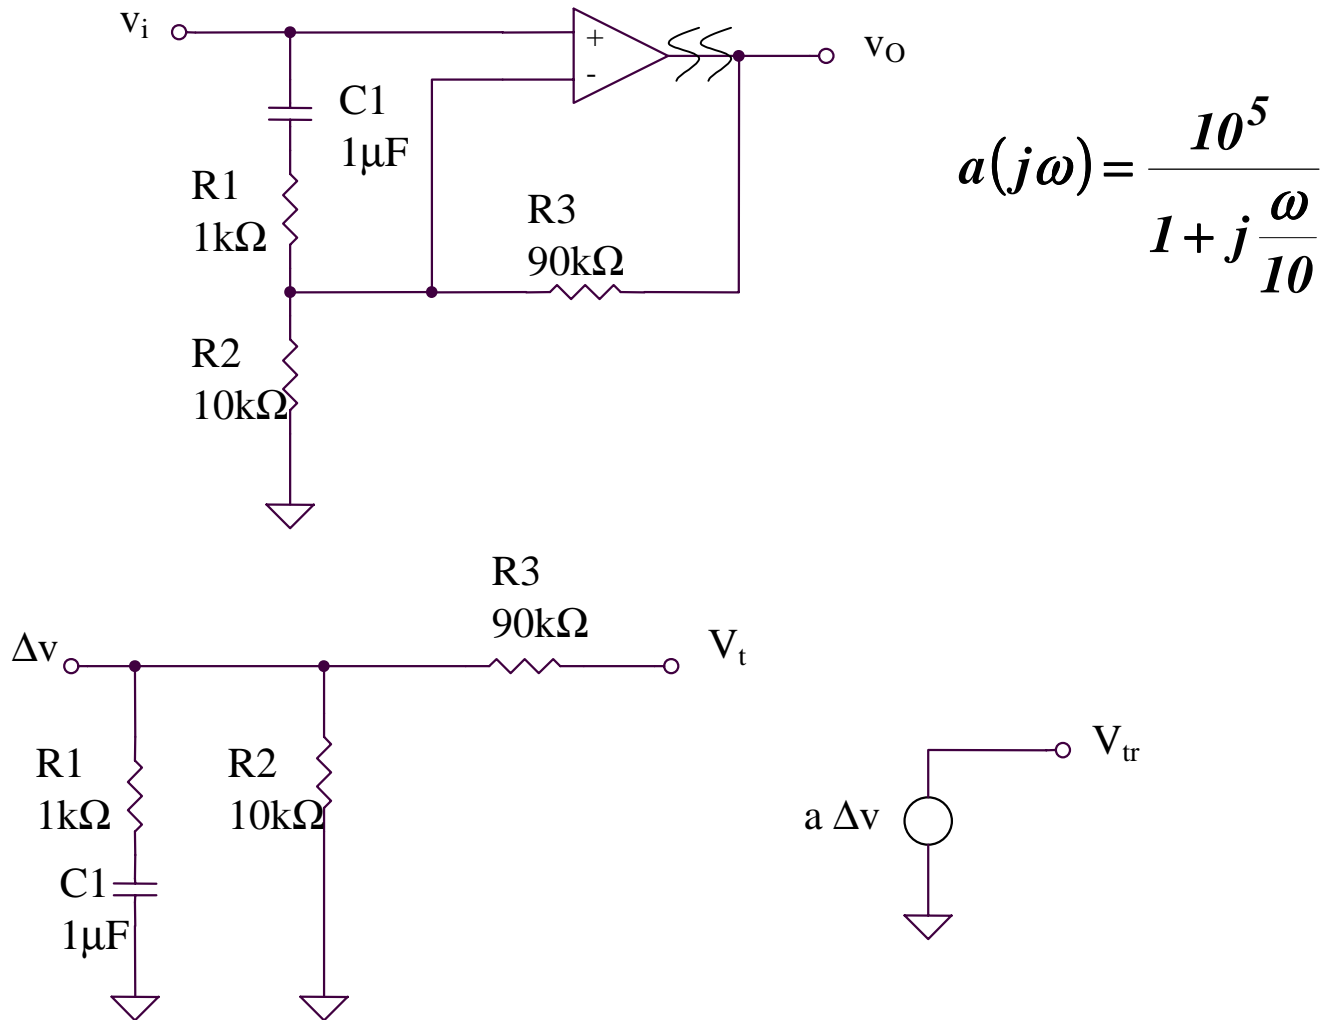 vi
+
-
vO
C1
1μF
R1
1kΩ
R3
90kΩ
R2
10kΩ
a(jω) = 10^5 / (1 + j ω/10)
R3
90kΩ
Δv
Vt
R1
1kΩ
R2
10kΩ
C1
1μF
Vtr
a Δv